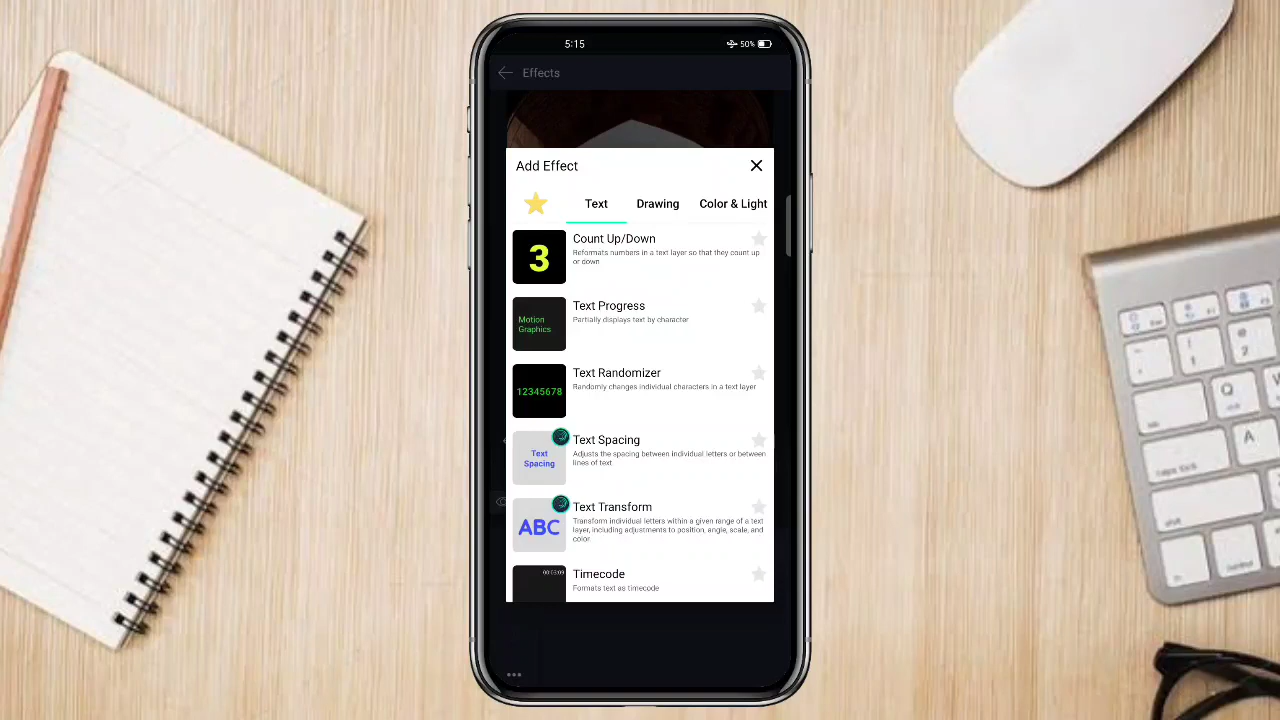 5:15
50%
Effects
Add Effect
Text
Drawing
Color & Light
3
Count Up/Down
Reformats numbers in a text layer so that they count up
or down
Motion
Graphics
Text Progress
Partially displays text by character
12345678
Text Randomizer
Randomly changes individual characters in a text layer
Text
Spacing
Text Spacing
Adjusts the spacing between individual letters or between
lines of text
ABC
Text Transform
Transform individual letters within a given range of a text
layer, including adjustments to position, angle, scale, and
color.
00:03:09
Timecode
Formats text as timecode